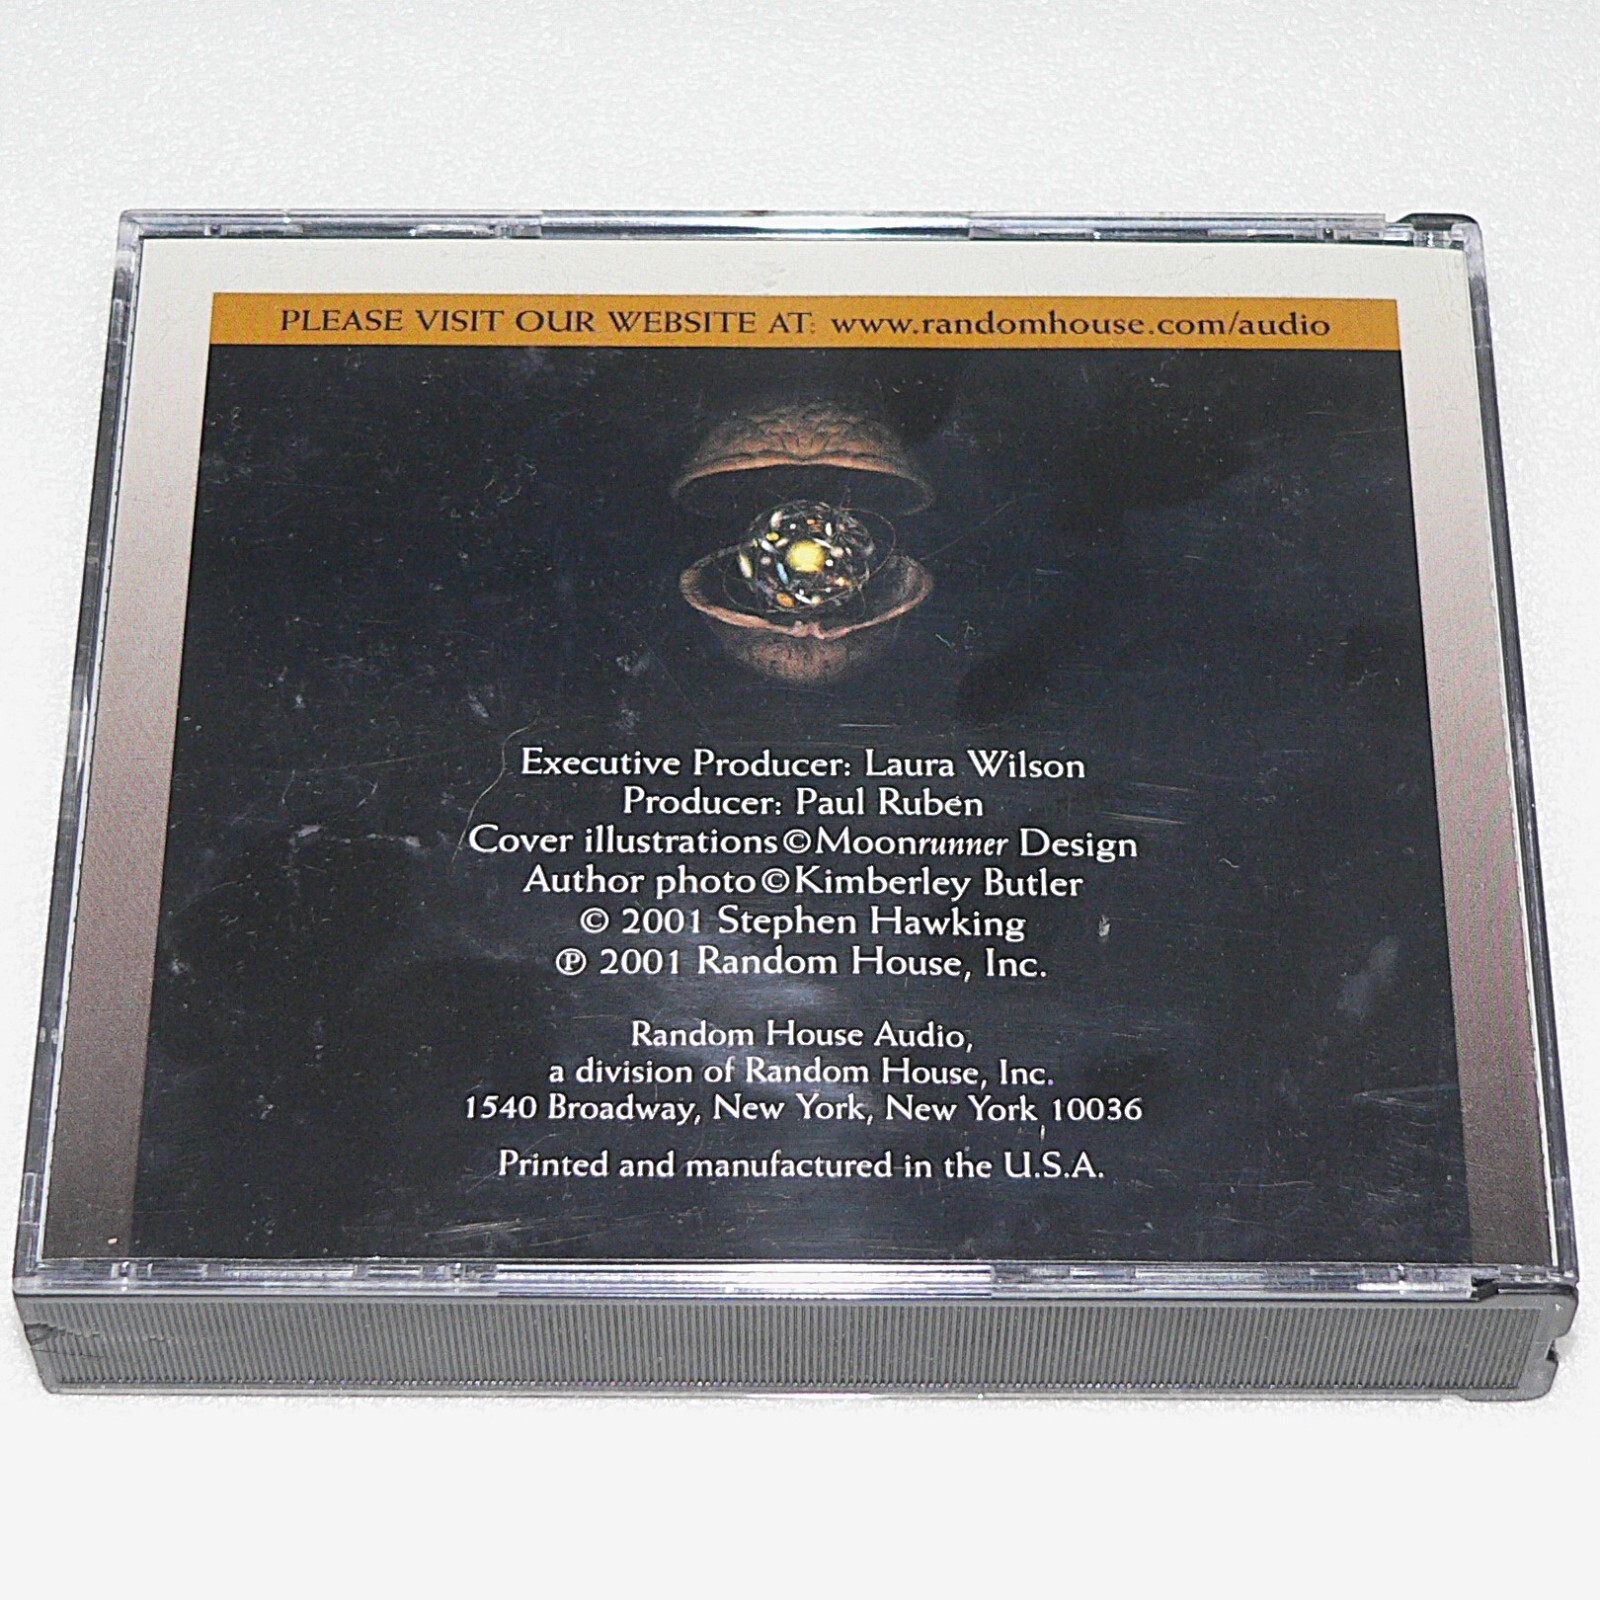 PLEASE VISIT OUR WEBSITE AT: www.randomhouse.com/audio
Executive Producer: Laura Wilson
Producer: Paul Ruben
Cover illustrations©Moonrunner Design
Author photo©Kimberley Butler
© 2001 Stephen Hawking
℗ 2001 Random House, Inc.
Random House Audio,
a division of Random House, Inc.
1540 Broadway, New York, New York 10036
Printed and manufactured in the U.S.A.